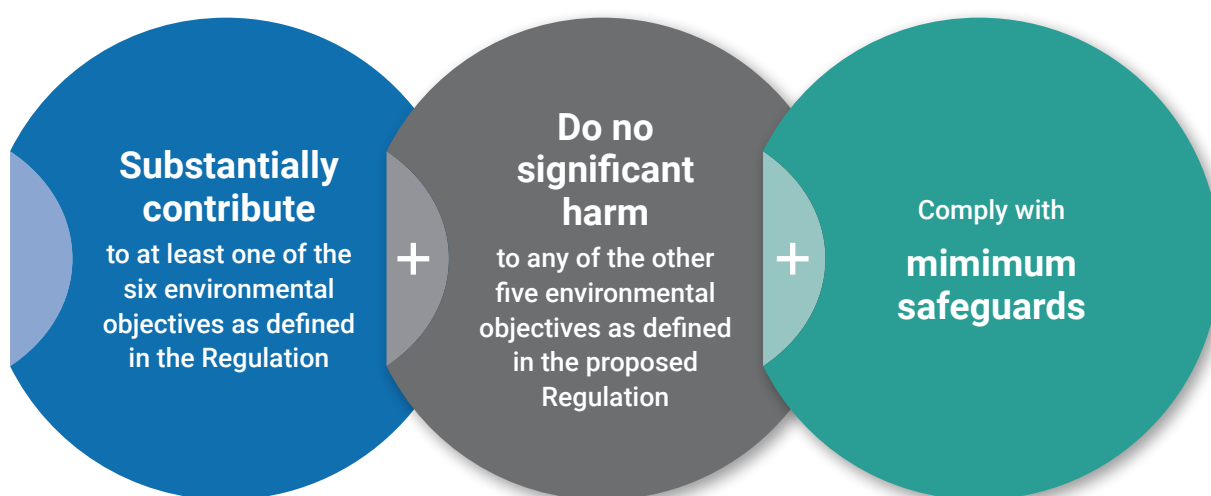 Substantially
contribute
to at least one of the
six environmental
objectives as defined
in the Regulation
+
Do no
significant
harm
to any of the other
five environmental
objectives as defined
in the proposed
Regulation
+
Comply with
mimimum
safeguards